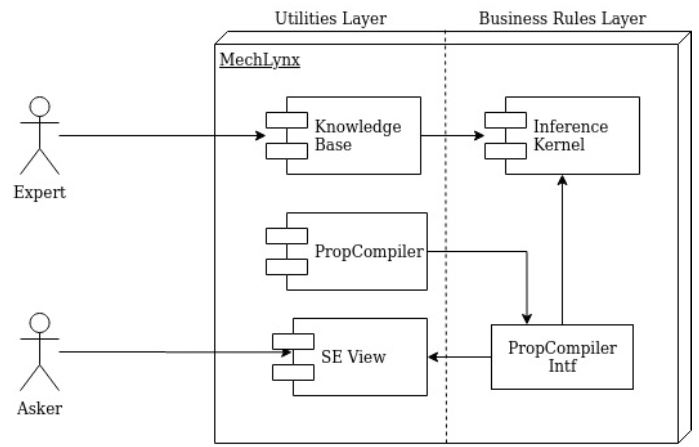 Utilities Layer
Business Rules Layer
MechLynx
Knowledge
Base
Inference
Kernel
Expert
PropCompiler
SE View
PropCompiler
Intf
Asker